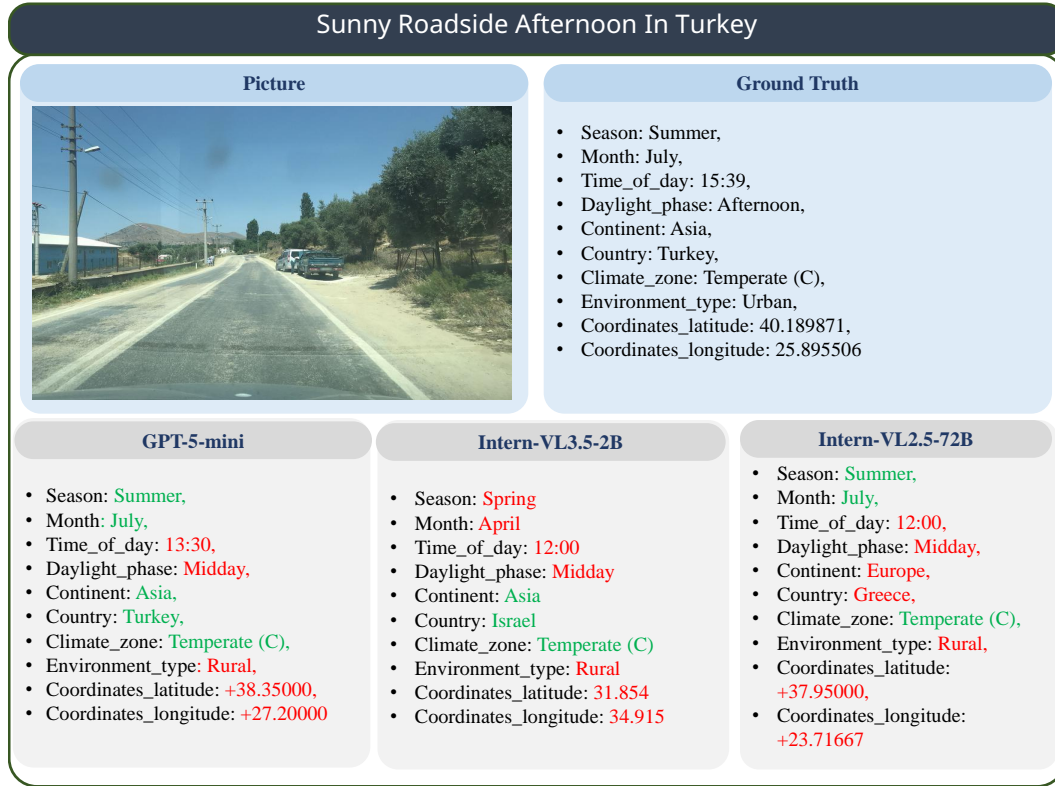 Sunny Roadside Afternoon In Turkey
Picture
Ground Truth
• Season: Summer,
• Month: July,
• Time_of_day: 15:39,
• Daylight_phase: Afternoon,
• Continent: Asia,
• Country: Turkey,
• Climate_zone: Temperate (C),
• Environment_type: Urban,
• Coordinates_latitude: 40.189871,
• Coordinates_longitude: 25.895506
GPT-5-mini
• Season: Summer,
• Month: July,
• Time_of_day: 13:30,
• Daylight_phase: Midday,
• Continent: Asia,
• Country: Turkey,
• Climate_zone: Temperate (C),
• Environment_type: Rural,
• Coordinates_latitude: +38.35000,
• Coordinates_longitude: +27.20000
Intern-VL3.5-2B
• Season: Spring
• Month: April
• Time_of_day: 12:00
• Daylight_phase: Midday
• Continent: Asia
• Country: Israel
• Climate_zone: Temperate (C)
• Environment_type: Rural
• Coordinates_latitude: 31.854
• Coordinates_longitude: 34.915
Intern-VL2.5-72B
• Season: Summer,
• Month: July,
• Time_of_day: 12:00,
• Daylight_phase: Midday,
• Continent: Europe,
• Country: Greece,
• Climate_zone: Temperate (C),
• Environment_type: Rural,
• Coordinates_latitude:
+37.95000,
• Coordinates_longitude:
+23.71667